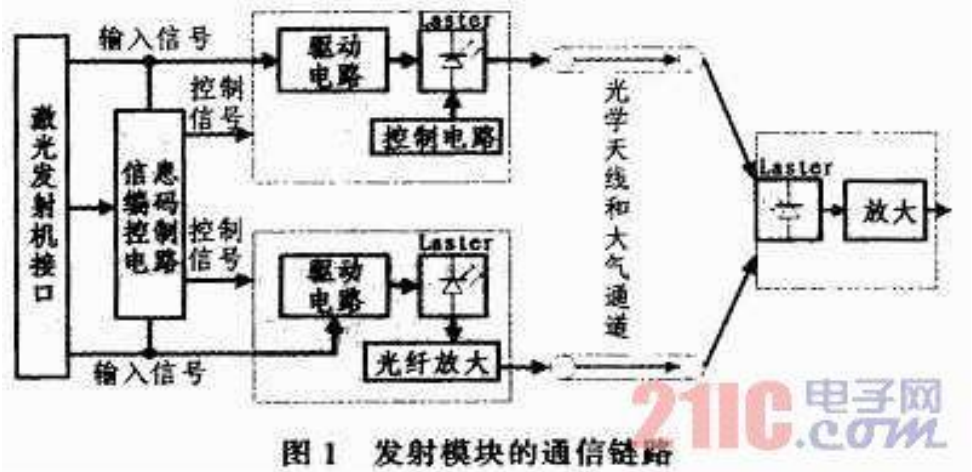 激光发射机接口
输入信号
控制
信号
信息
编码
控制
电路
控制
信号
输入信号
驱动
电路
Laster
控制电路
驱动
电路
Laster
光纤放大
光学天线和大气通道
Laster
放大
图1 发射模块的通信链路
21IC电子网
.com